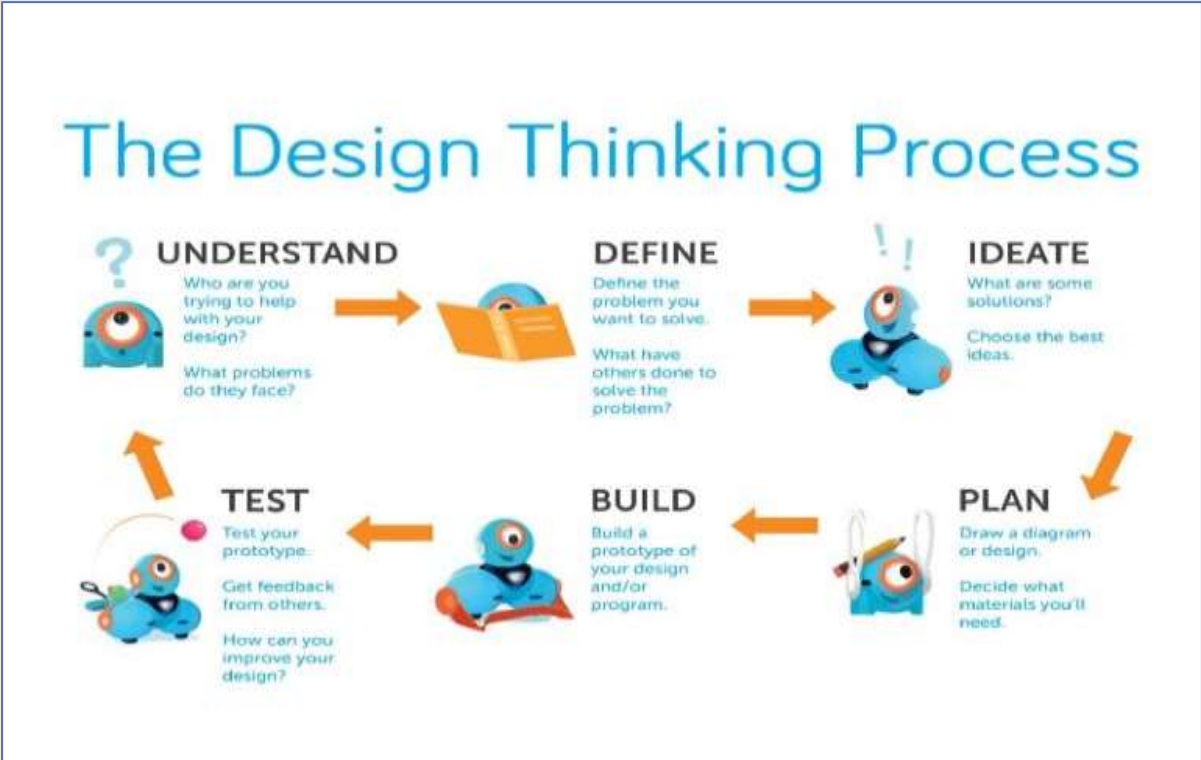 The Design Thinking Process
?
UNDERSTAND
Who are you
trying to help
with your
design?
What problems
do they face?
DEFINE
Define the
problem you
want to solve.
What have
others done to
solve the
problem?
! !
IDEATE
What are some
solutions?
Choose the best
ideas.
PLAN
Draw a diagram
or design.
Decide what
materials you'll
need.
BUILD
Build a
prototype of
your design
and/or
program.
TEST
Test your
prototype.
Get feedback
from others.
How can you
improve your
design?